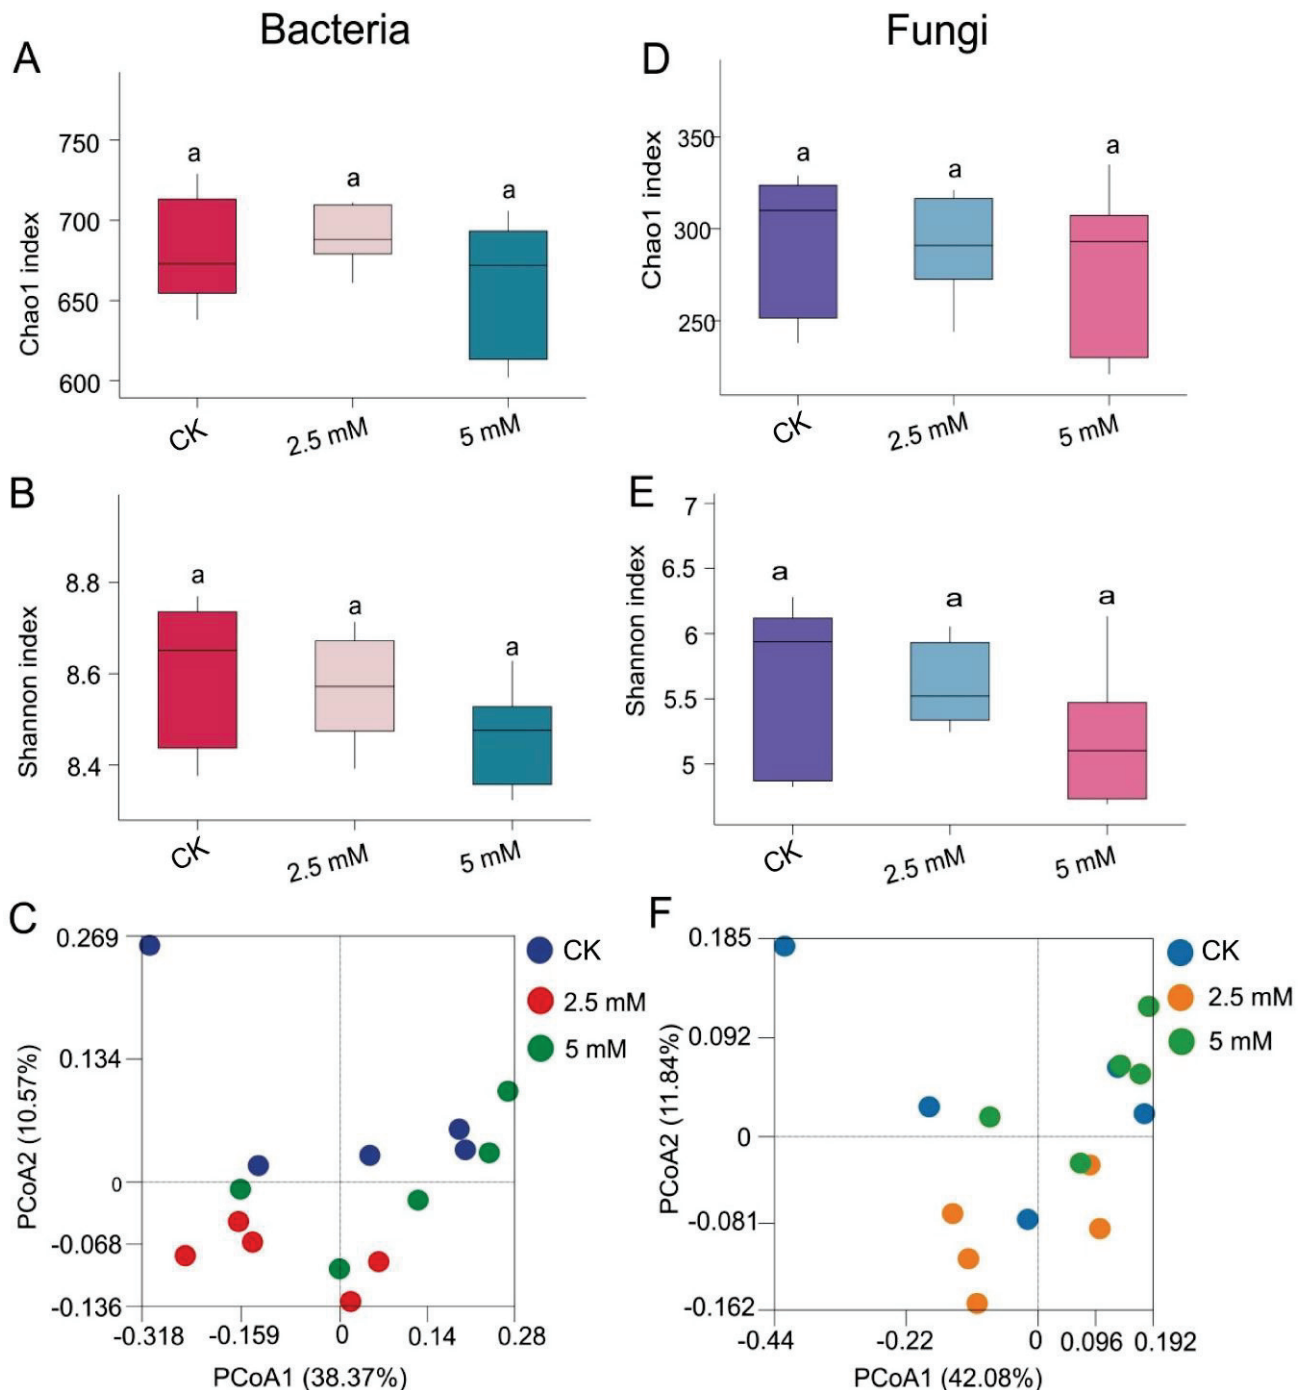 Bacteria
A
Chao1 index
750
700
650
600
a
a
a
CK
2.5 mM
5 mM
Fungi
D
Chao1 index
350
300
250
a
a
a
CK
2.5 mM
5 mM
B
Shannon index
8.8
8.6
8.4
a
a
a
CK
2.5 mM
5 mM
E
Shannon index
7
6.5
6
5.5
5
a
a
a
CK
2.5 mM
5 mM
C
PCoA2 (10.57%)
0.269
0.134
0
-0.068
-0.136
-0.318 -0.159 0 0.14 0.28
PCoA1 (38.37%)
CK
2.5 mM
5 mM
F
PCoA2 (11.84%)
0.185
0.092
0
-0.081
-0.162
-0.44 -0.22 0 0.096 0.192
PCoA1 (42.08%)
CK
2.5 mM
5 mM